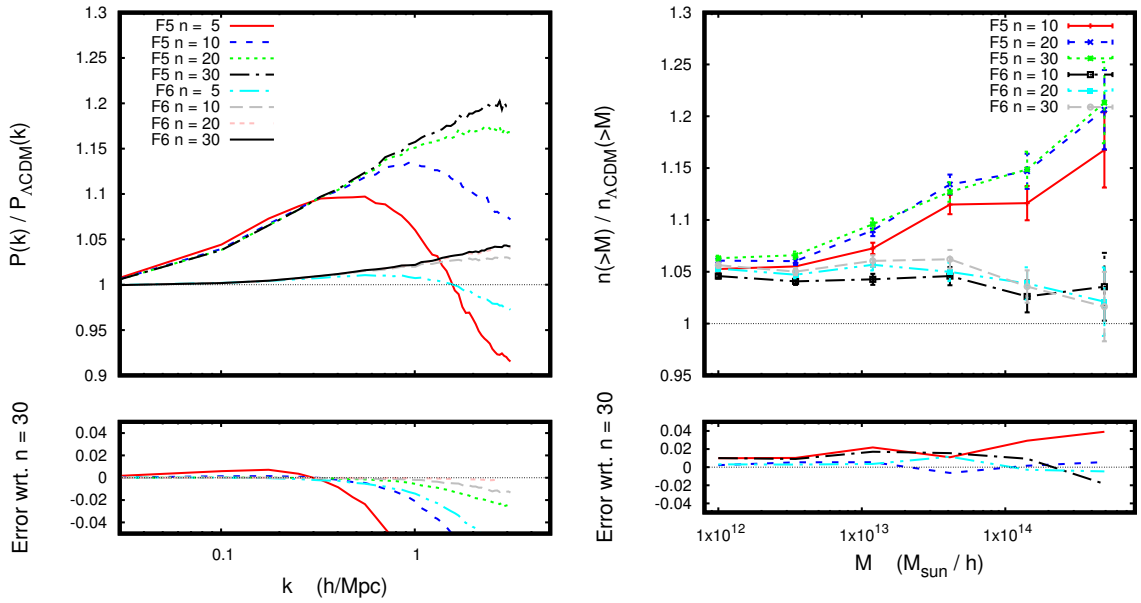 P(k) / P_ΛCDM(k)
1.3
1.25
1.2
1.15
1.1
1.05
1
0.95
0.9
F5 n = 5
F5 n = 10
F5 n = 20
F5 n = 30
F6 n = 5
F6 n = 10
F6 n = 20
F6 n = 30
Error wrt. n = 30
0.04
0.02
0
-0.02
-0.04
0.1
1
k (h/Mpc)
n(>M) / n_ΛCDM(>M)
1.3
1.25
1.2
1.15
1.1
1.05
1
0.95
F5 n = 10
F5 n = 20
F5 n = 30
F6 n = 10
F6 n = 20
F6 n = 30
Error wrt. n = 30
0.04
0.02
0
-0.02
-0.04
1x10^12
1x10^13
1x10^14
M (M_sun / h)